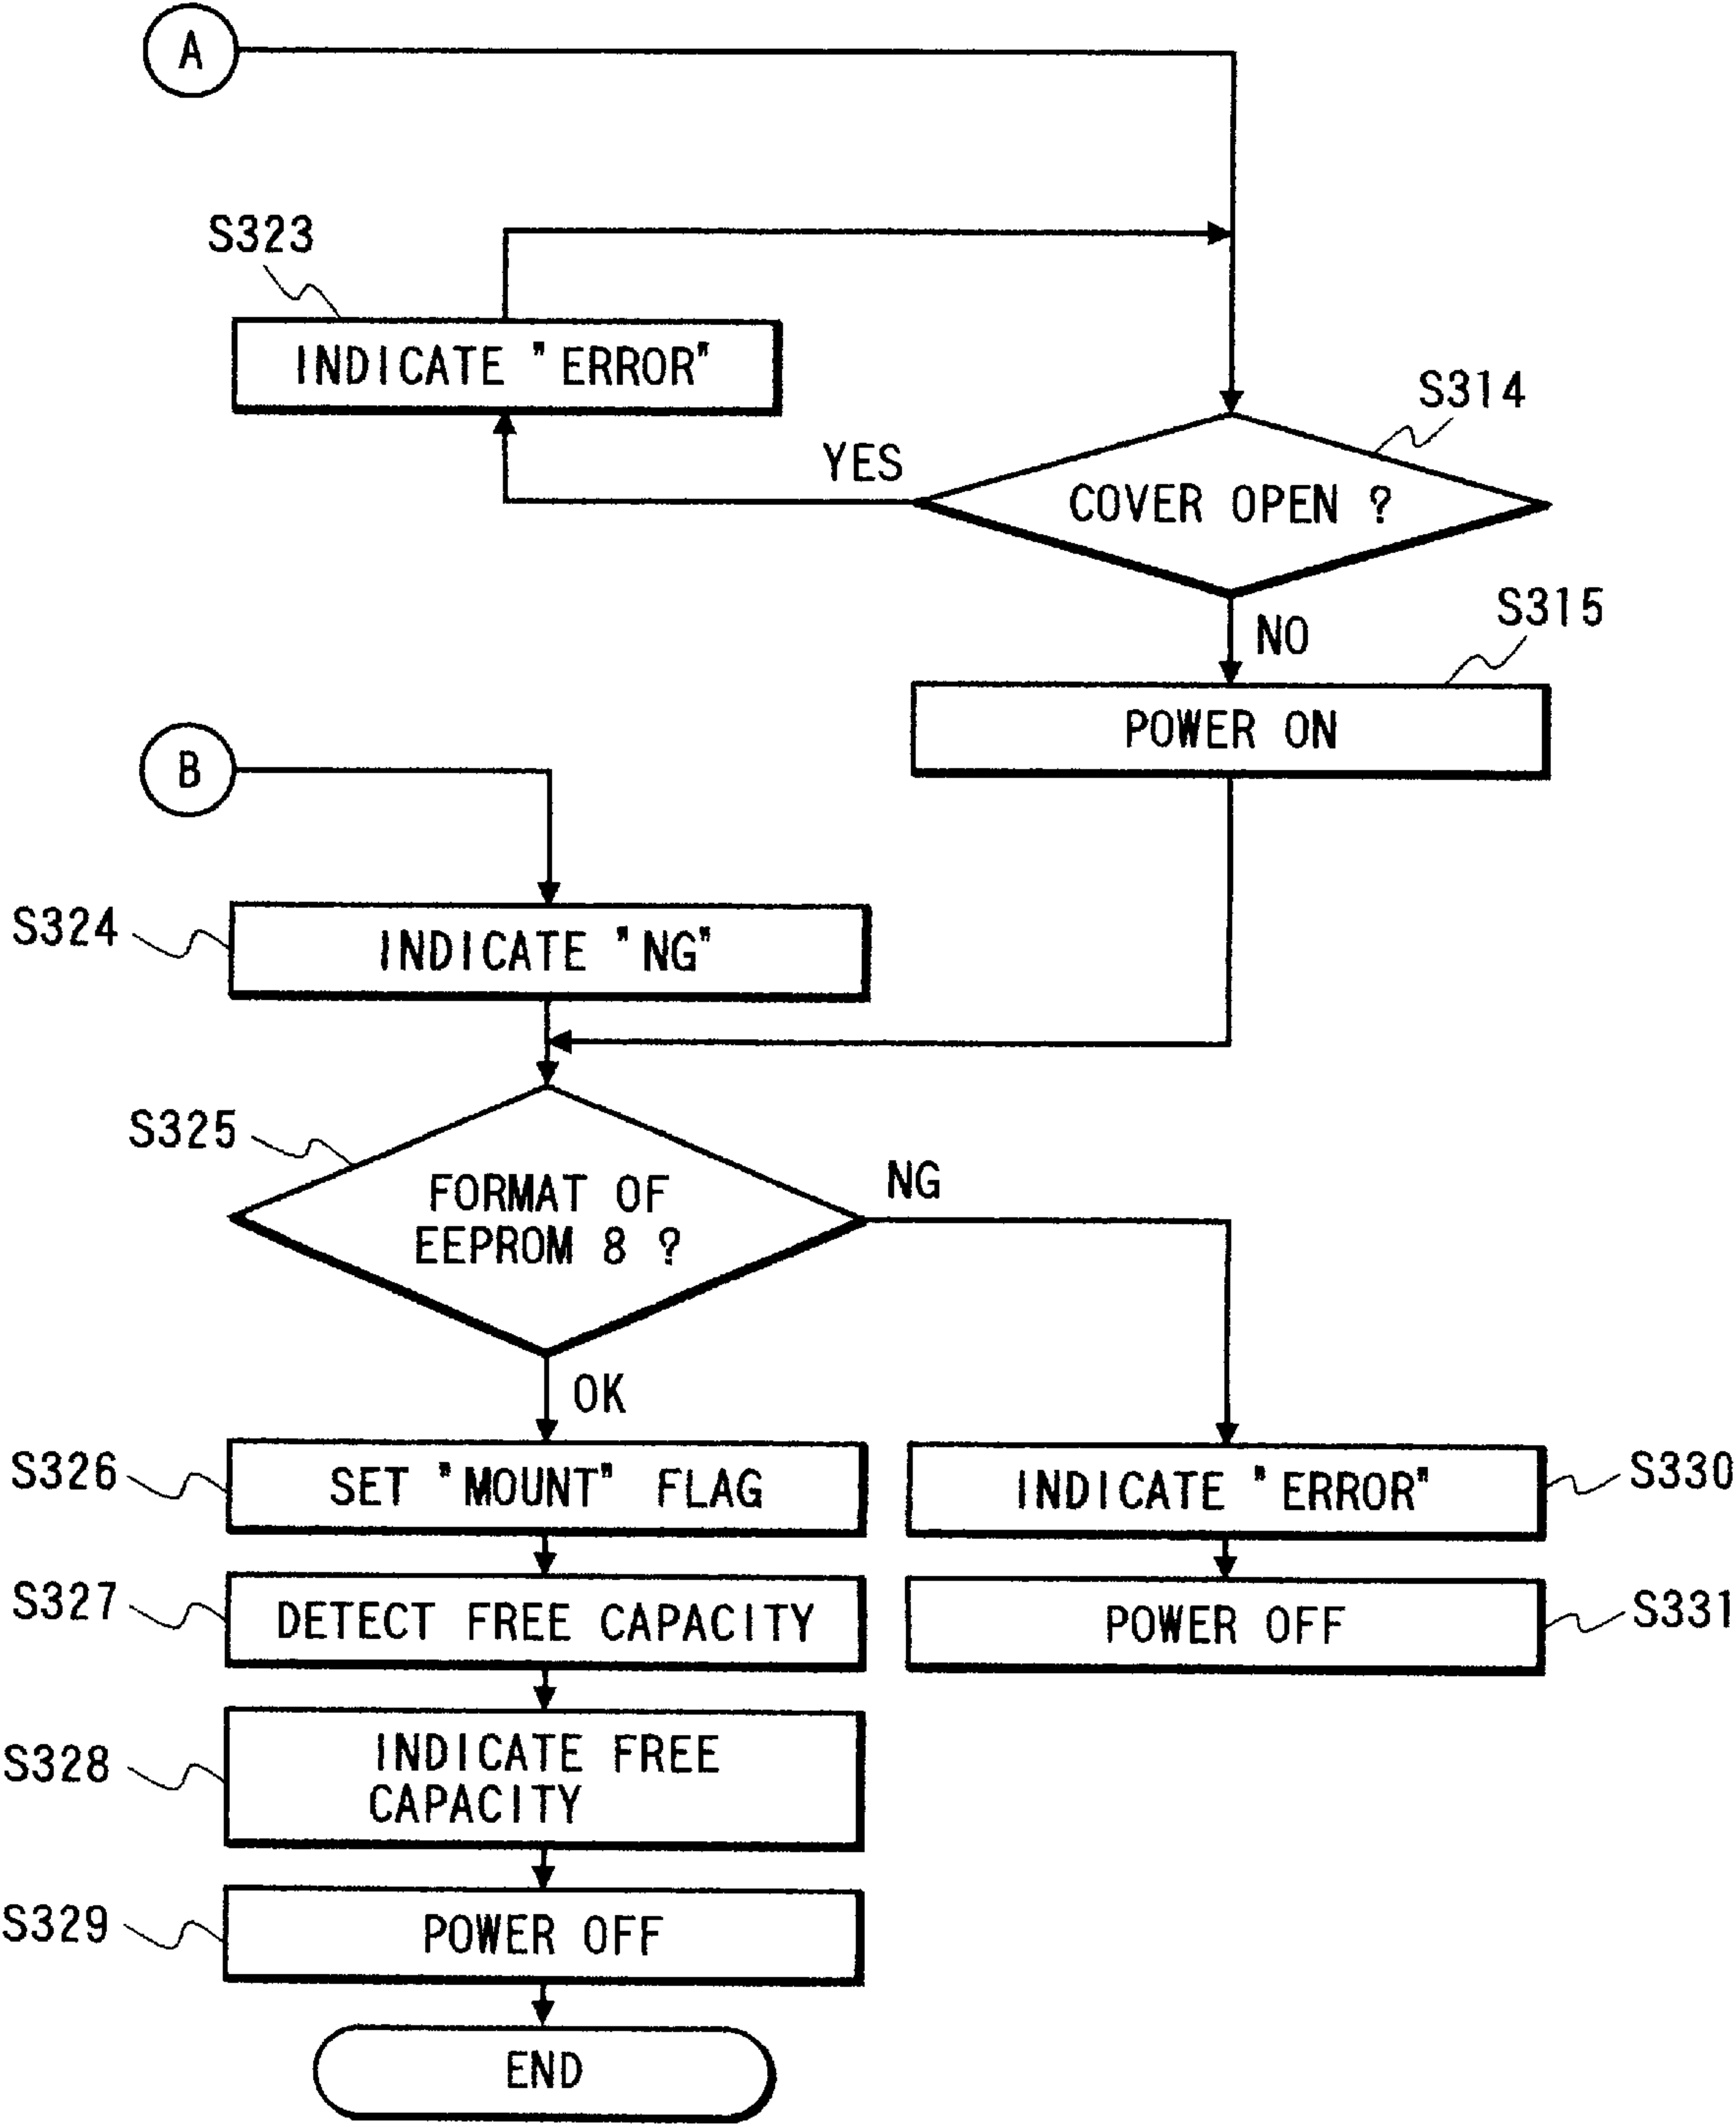 A
S323
INDICATE "ERROR"
S314
YES
COVER OPEN ?
NO
S315
POWER ON
B
S324
INDICATE "NG"
S325
FORMAT OF
EEPROM 8 ?
NG
OK
S326
SET "MOUNT" FLAG
INDICATE "ERROR"
S330
S327
DETECT FREE CAPACITY
POWER OFF
S331
S328
INDICATE FREE
CAPACITY
S329
POWER OFF
END